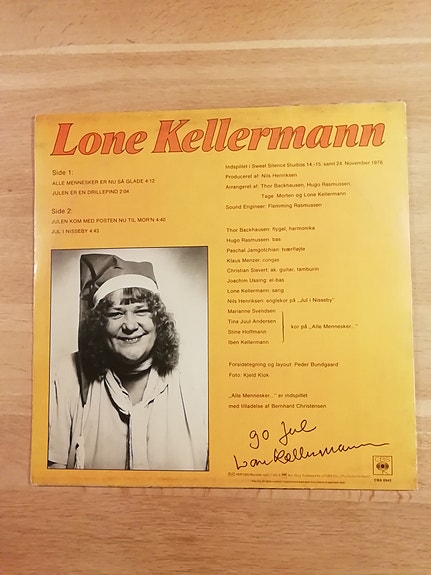 Lone Kellermann
Side 1:
ALLE MENNESKER ER NU SÅ GLADE 4:12
JULEN ER EN DRILLEPIND 2:04
Side 2:
JULEN KOM MED POSTEN NU TIL MOR'N 4:40
JUL I NISSEBY 4:43
Indspillet i Sweet Silence Studios 14.-15. samt 24. November 1978
Produceret af: Nils Henriksen
Arrangeret af: Thor Backhausen, Hugo Rasmussen,
Tage Morten og Lone Kellermann
Sound Engineer: Flemming Rasmussen
Thor Backhausen: flygel, harmonika
Hugo Rasmussen: bas
Paschal Jamgotchian: tværfløjte
Klaus Menzer: congas
Christian Sievert: ak. guitar, tamburin
Joachim Ussing: el-bas
Lone Kellermann: sang
Nils Henriksen: englekor på „Jul i Nisseby"
Marianne Svendsen
Tina Juul Andersen
Stine Hoffmann
Iben Kellermann
kor på „Alle Mennesker..."
Forsidetegning og layout: Peder Bundgaard
Foto: Kjeld Klok
„Alle Mennesker..." er indspillet
med tilladelse af Bernhard Christensen
go Jul
Lone Kellermann
CBS